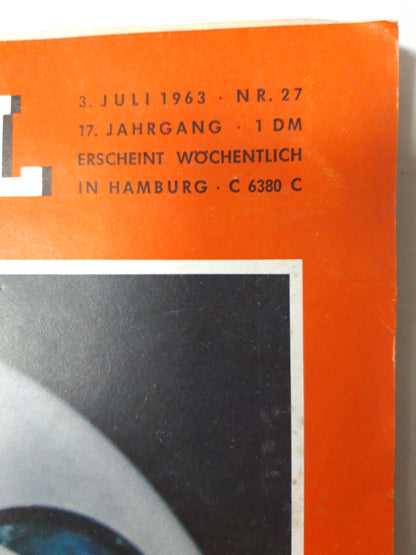 L
3. JULI 1963 · NR. 27
17. JAHRGANG · 1 DM
ERSCHEINT WÖCHENTLICH
IN HAMBURG · C 6380 C